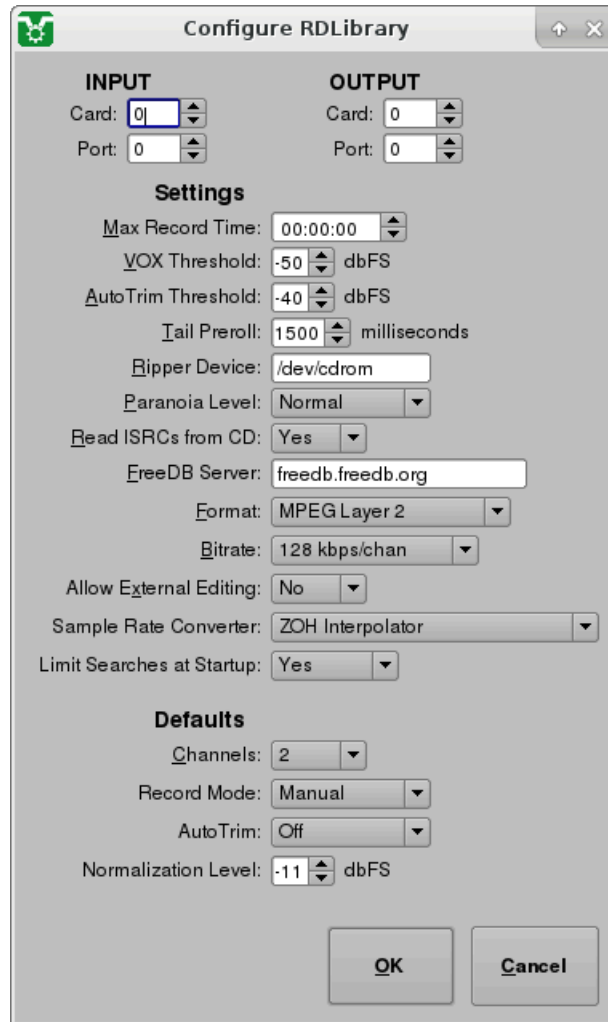 Configure RDLibrary
INPUT OUTPUT
Card: 0 Card: 0
Port: 0 Port: 0
Settings
Max Record Time: 00:00:00
VOX Threshold: -50 dbFS
AutoTrim Threshold: -40 dbFS
Tail Preroll: 1500 milliseconds
Ripper Device: /dev/cdrom
Paranoia Level: Normal
Read ISRCs from CD: Yes
FreeDB Server: freedb.freedb.org
Format: MPEG Layer 2
Bitrate: 128 kbps/chan
Allow External Editing: No
Sample Rate Converter: ZOH Interpolator
Limit Searches at Startup: Yes
Defaults
Channels: 2
Record Mode: Manual
AutoTrim: Off
Normalization Level: -11 dbFS
OK Cancel